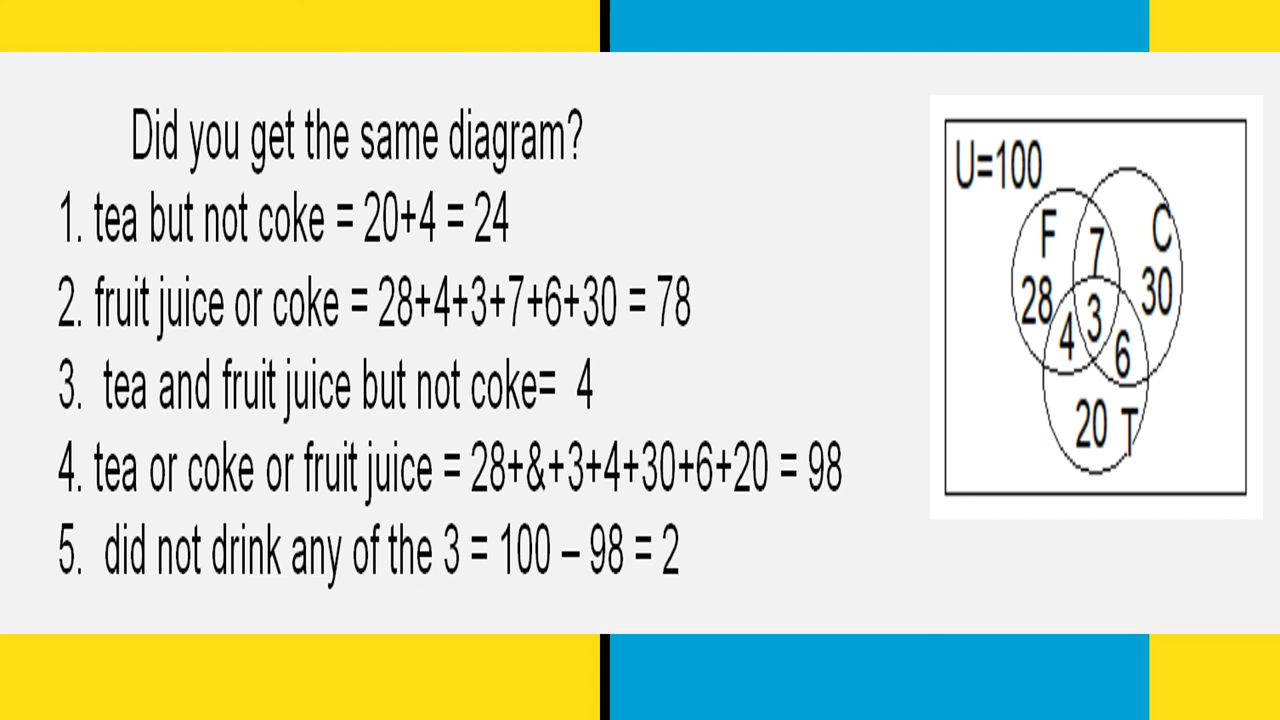 Did you get the same diagram?
1. tea but not coke = 20+4 = 24
2. fruit juice or coke = 28+4+3+7+6+30 = 78
3. tea and fruit juice but not coke= 4
4. tea or coke or fruit juice = 28+&+3+4+30+6+20 = 98
5. did not drink any of the 3 = 100 – 98 = 2
U=100
F
C
7
28
30
3
4
6
20
T